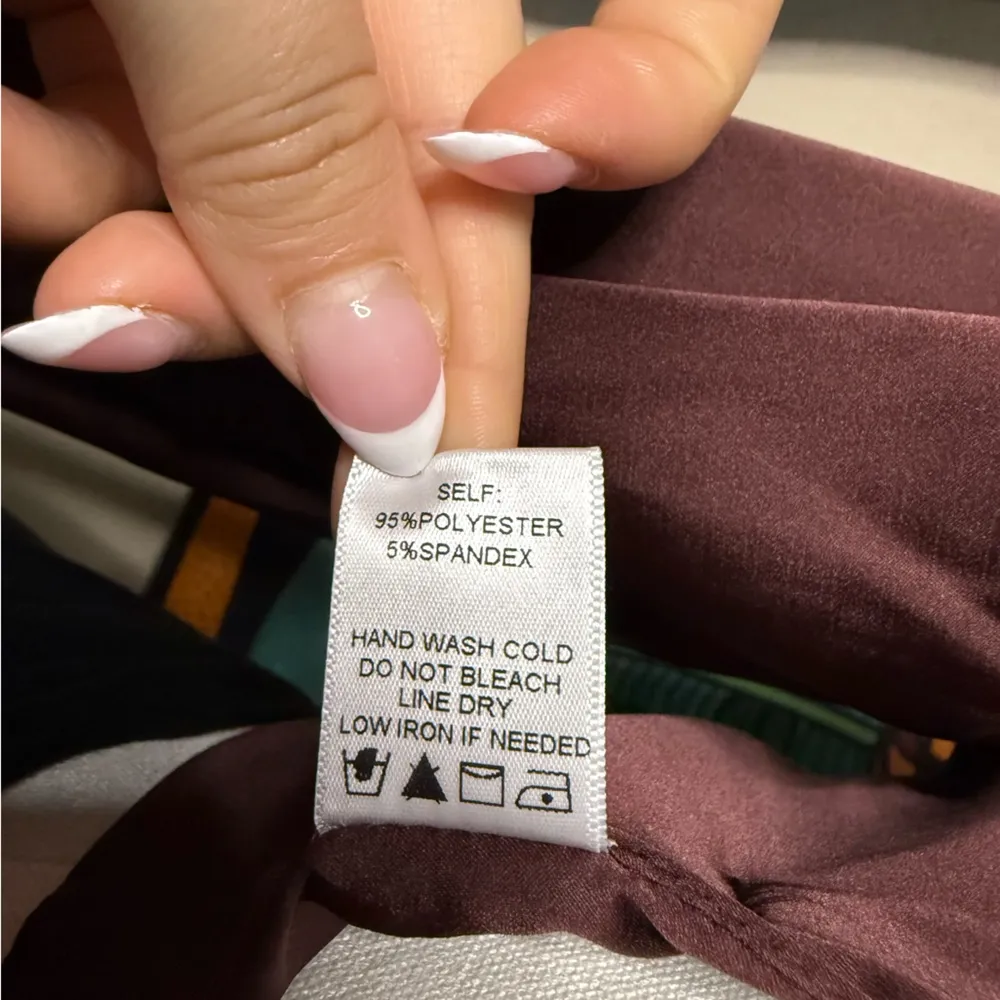 SELF:
95%POLYESTER
5%SPANDEX
HAND WASH COLD
DO NOT BLEACH
LINE DRY
LOW IRON IF NEEDED